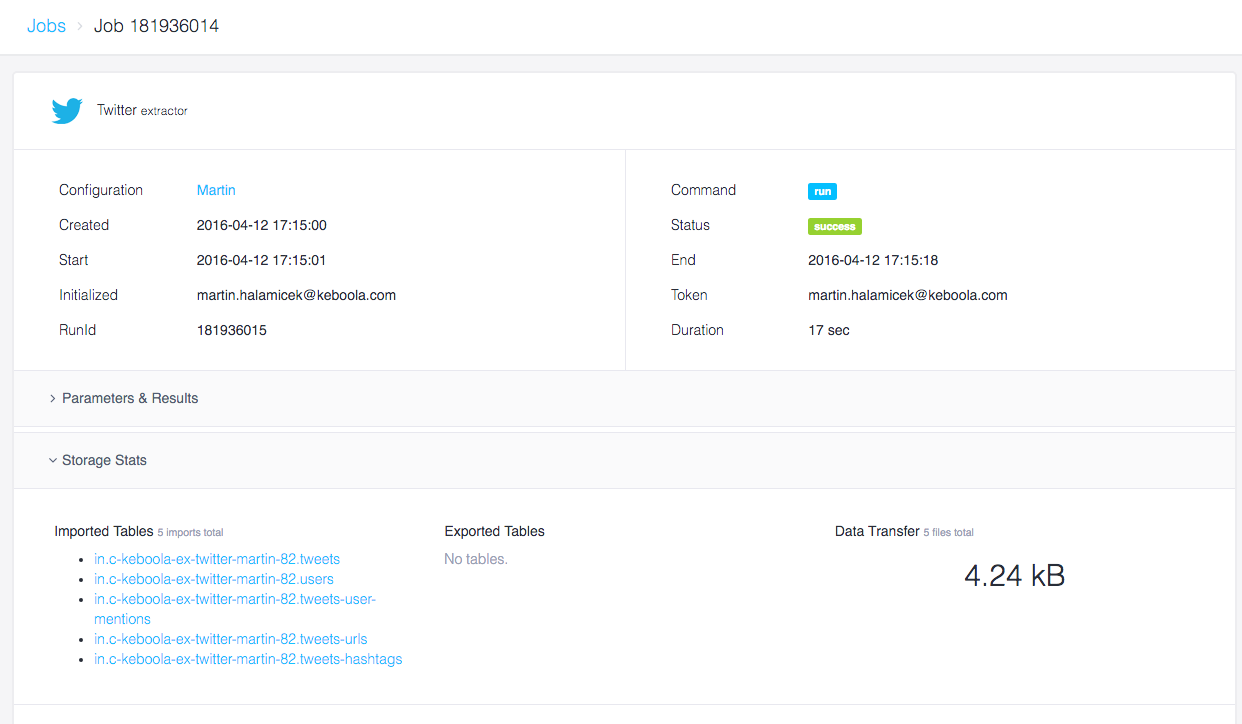 Jobs > Job 181936014
Twitter extractor
Configuration Martin
Created 2016-04-12 17:15:00
Start 2016-04-12 17:15:01
Initialized martin.halamicek@keboola.com
RunId 181936015
Command run
Status success
End 2016-04-12 17:15:18
Token martin.halamicek@keboola.com
Duration 17 sec
Parameters & Results
Storage Stats
Imported Tables 5 imports total
in.c-keboola-ex-twitter-martin-82.tweets
in.c-keboola-ex-twitter-martin-82.users
in.c-keboola-ex-twitter-martin-82.tweets-user-
mentions
in.c-keboola-ex-twitter-martin-82.tweets-urls
in.c-keboola-ex-twitter-martin-82.tweets-hashtags
Exported Tables
No tables.
Data Transfer 5 files total
4.24 kB